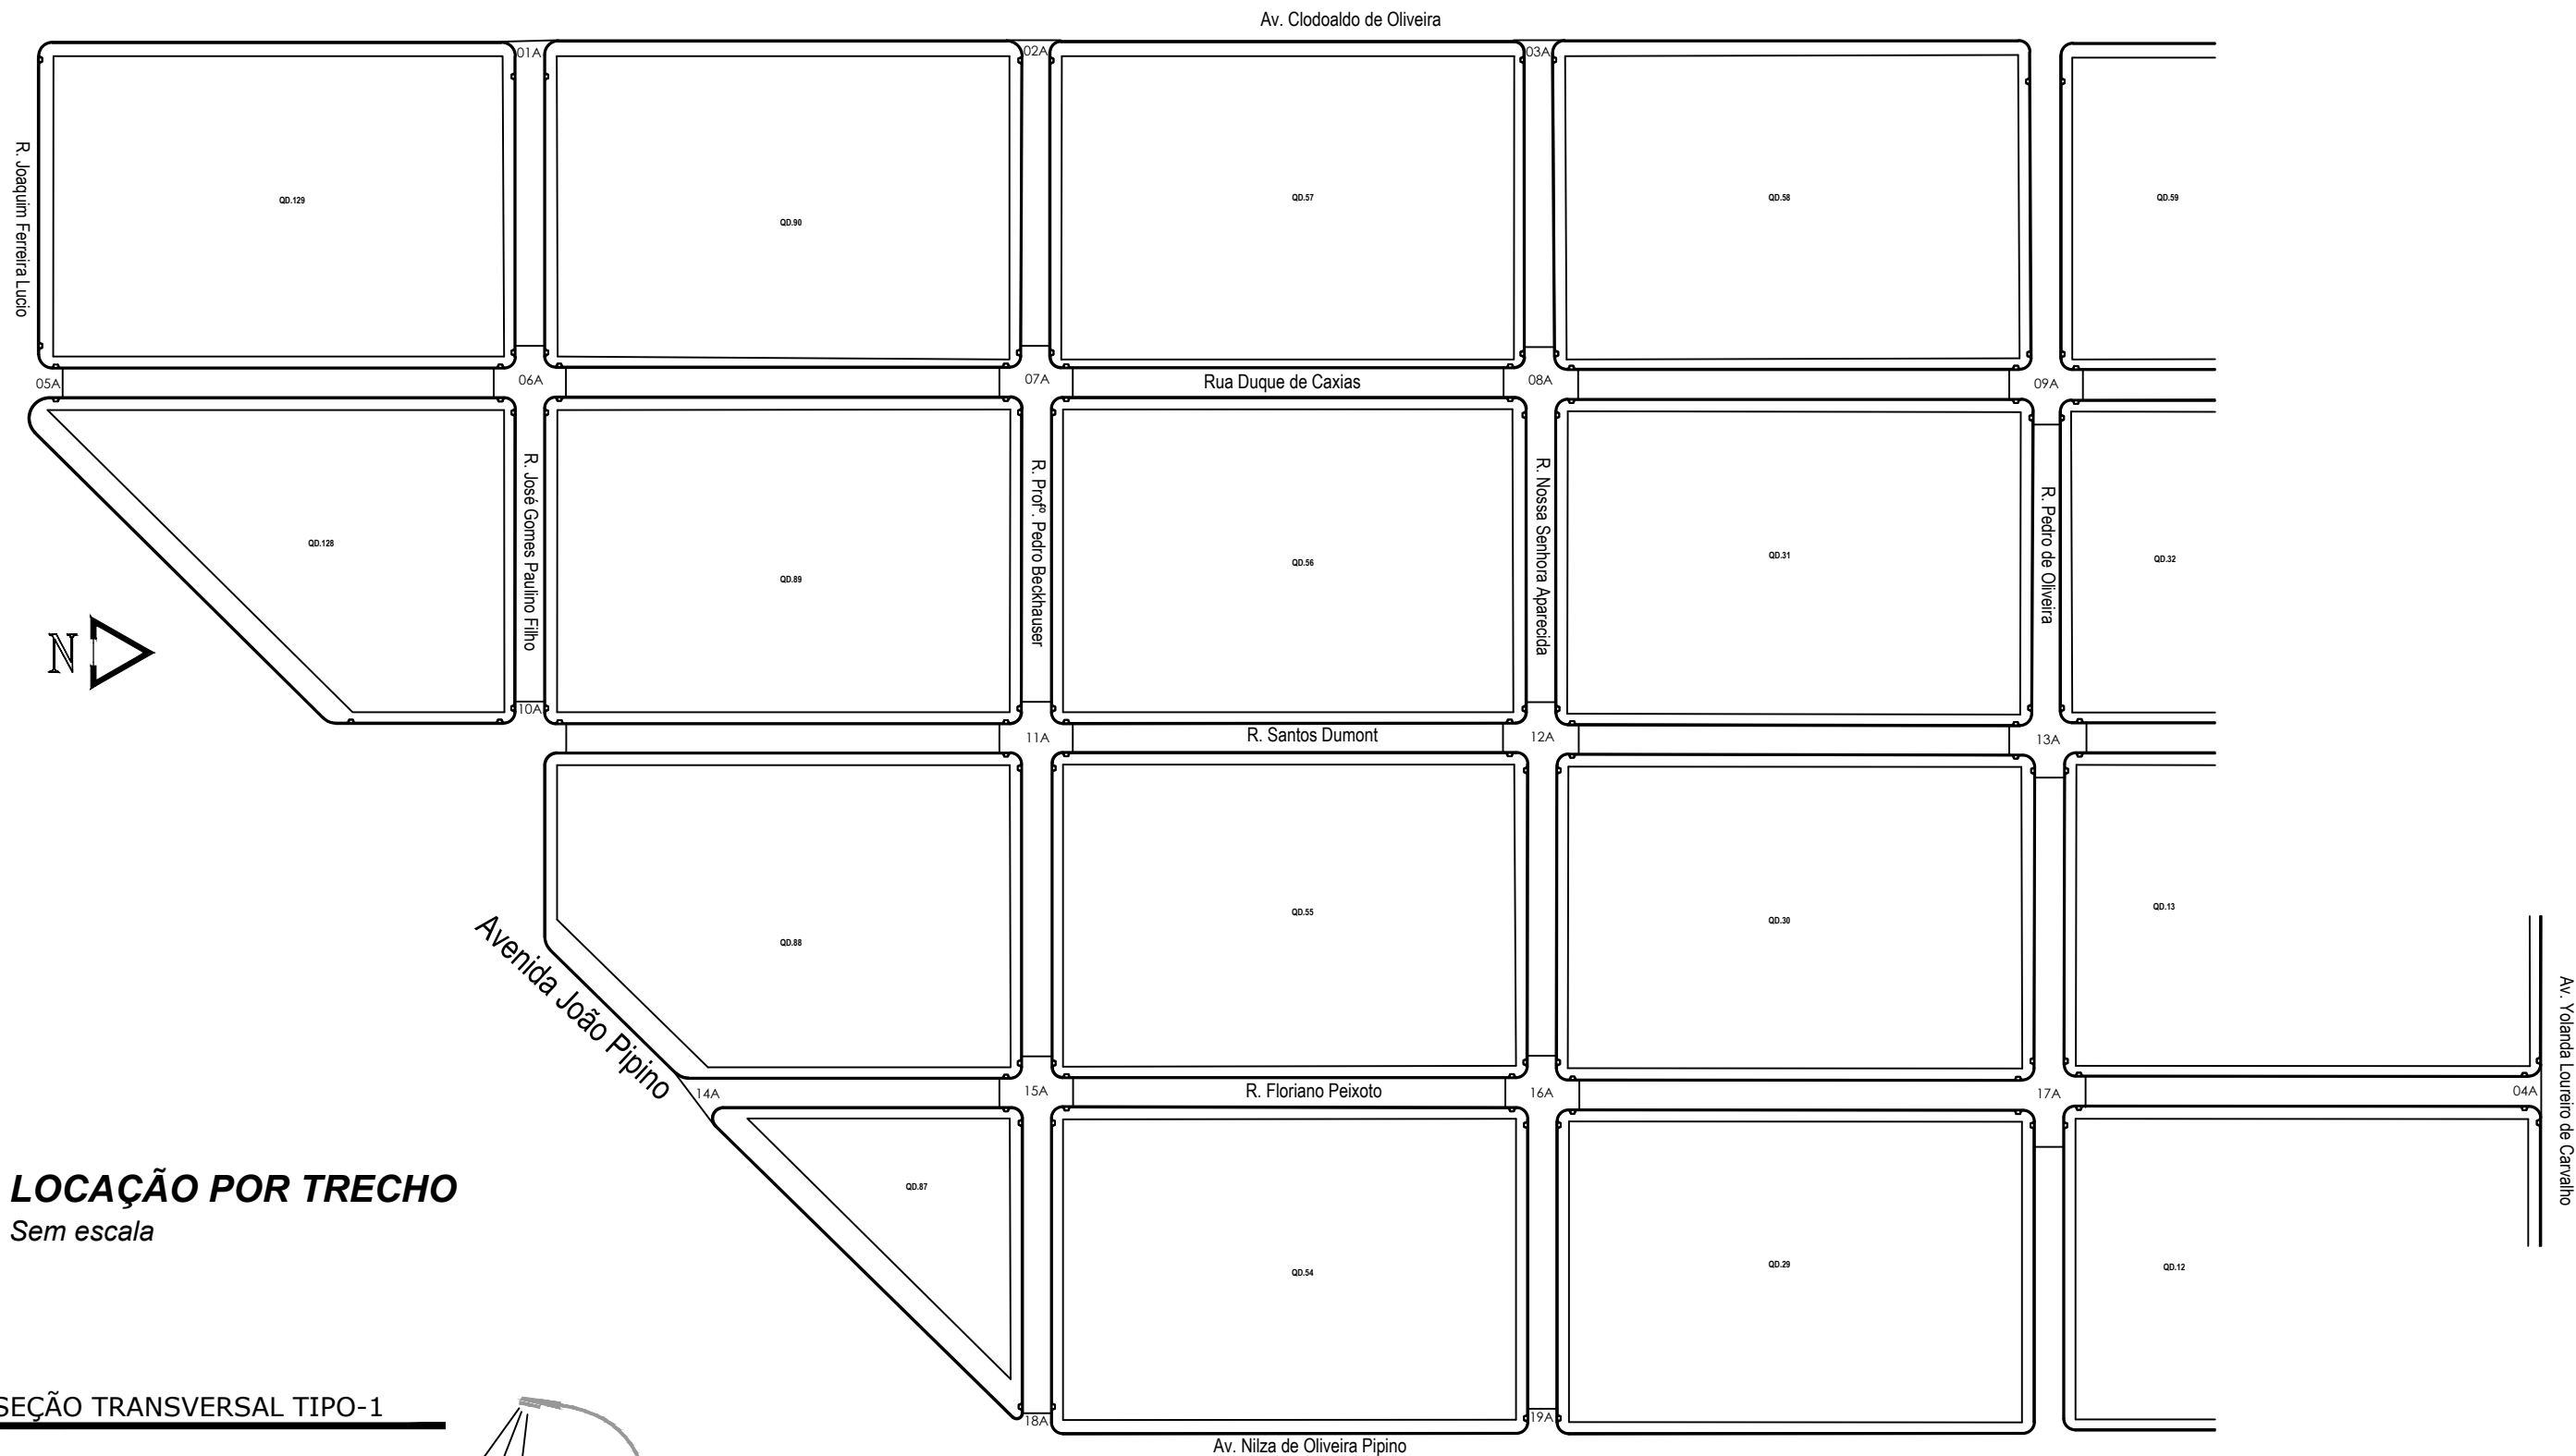 Av. Clodoaldo de Oliveira
01A
02A
03A
R. Joaquim Ferreira Lucio
QD.129
QD.90
QD.57
QD.58
QD.59
05A
06A
07A
Rua Duque de Caxias
08A
09A
R. José Gomes Paulino Filho
R. Profº. Pedro Beckhauser
R. Nossa Senhora Aparecida
R. Pedro de Oliveira
QD.128
QD.89
QD.56
QD.31
QD.32
N
10A
11A
R. Santos Dumont
12A
13A
QD.88
QD.55
QD.30
QD.13
Avenida João Pipino
Av. Yolanda Loureiro de Carvalho
14A
15A
R. Floriano Peixoto
16A
17A
04A
LOCAÇÃO POR TRECHO
Sem escala
QD.87
QD.54
QD.29
QD.12
SEÇÃO TRANSVERSAL TIPO-1
18A
19A
Av. Nilza de Oliveira Pipino